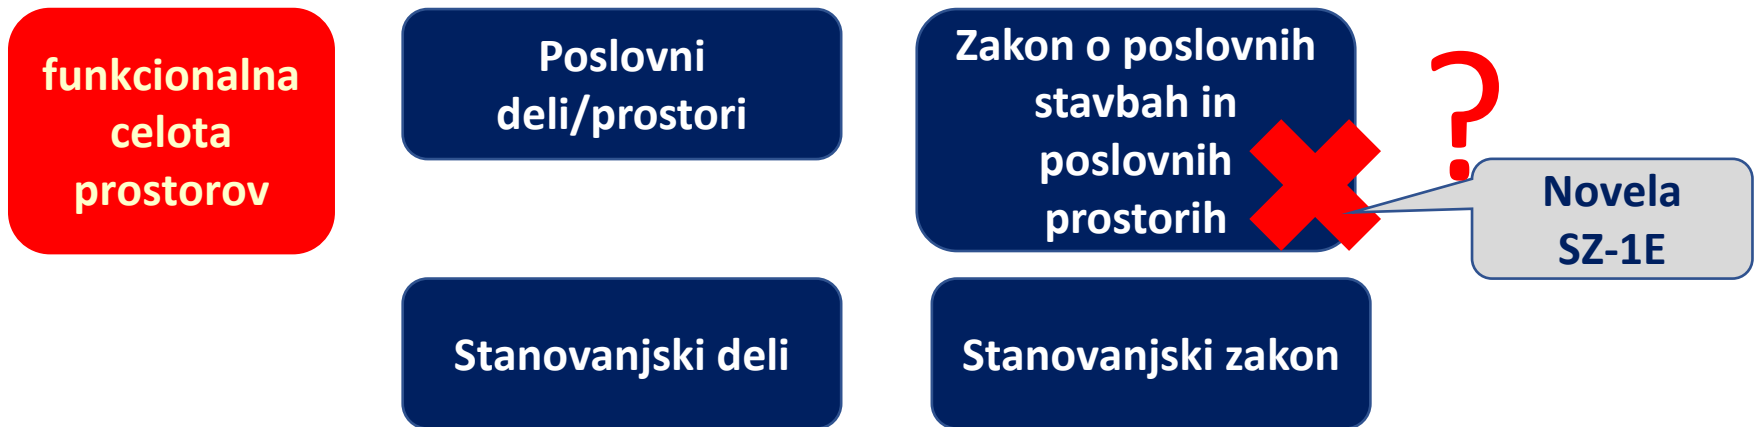 funkcionalna
celota
prostorov
Poslovni
deli/prostori
Zakon o poslovnih
stavbah in
poslovnih
prostorih
?
Novela
SZ-1E
Stanovanjski deli
Stanovanjski zakon